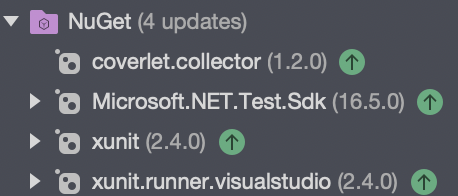 NuGet (4 updates)
coverlet.collector (1.2.0)
Microsoft.NET.Test.Sdk (16.5.0)
xunit (2.4.0)
xunit.runner.visualstudio (2.4.0)